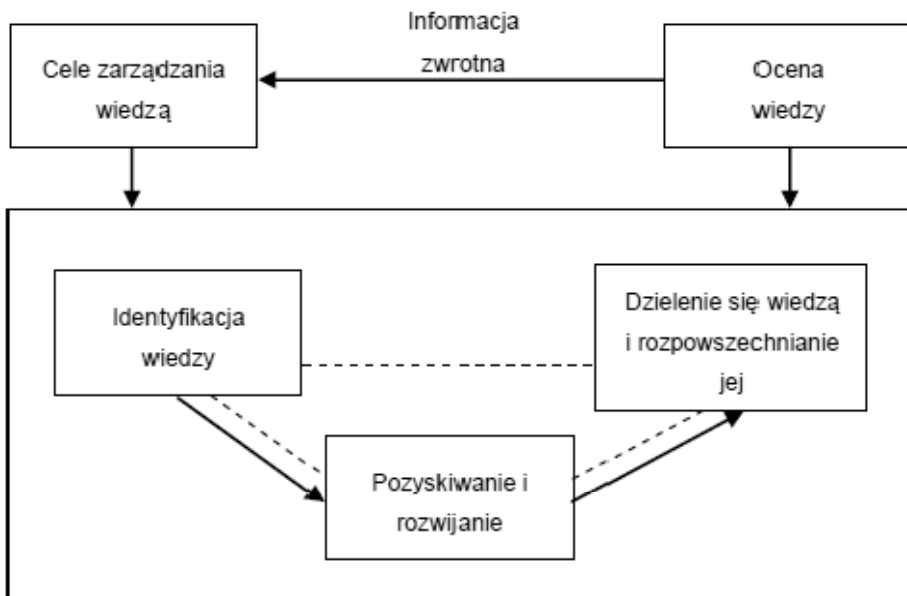 Informacja
zwrotna
Cele zarządzania
wiedzą
Ocena
wiedzy
Identyfikacja
wiedzy
Dzielenie się wiedzą
i rozpowszechnianie
jej
Pozyskiwanie i
rozwijanie